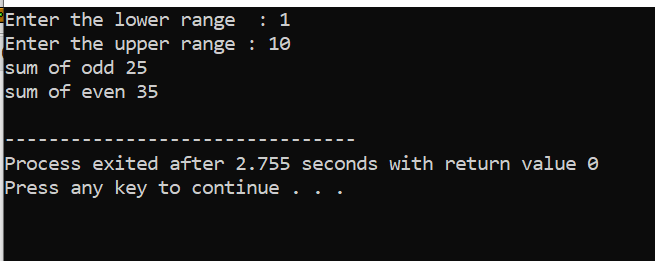 Enter the lower range  : 1
Enter the upper range : 10
sum of odd 25
sum of even 35
--------------------------------
Process exited after 2.755 seconds with return value 0
Press any key to continue . . .